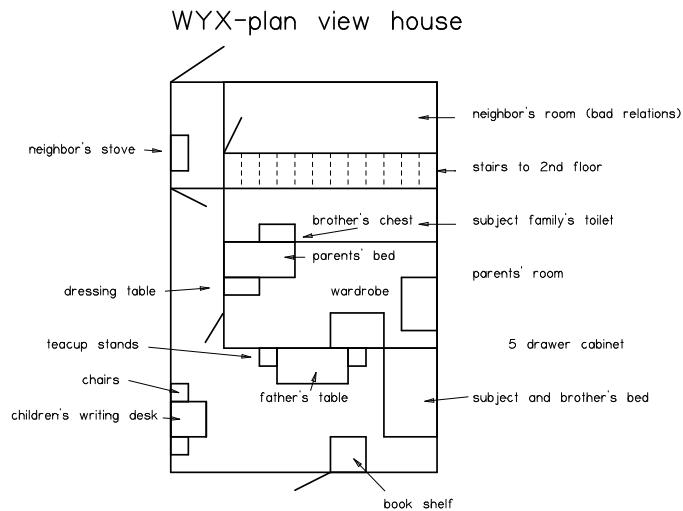 WYX-plan view house
neighbor's room (bad relations)
neighbor's stove
stairs to 2nd floor
brother's chest
subject family's toilet
parents' bed
parents' room
dressing table
wardrobe
teacup stands
5 drawer cabinet
chairs
father's table
subject and brother's bed
children's writing desk
book shelf